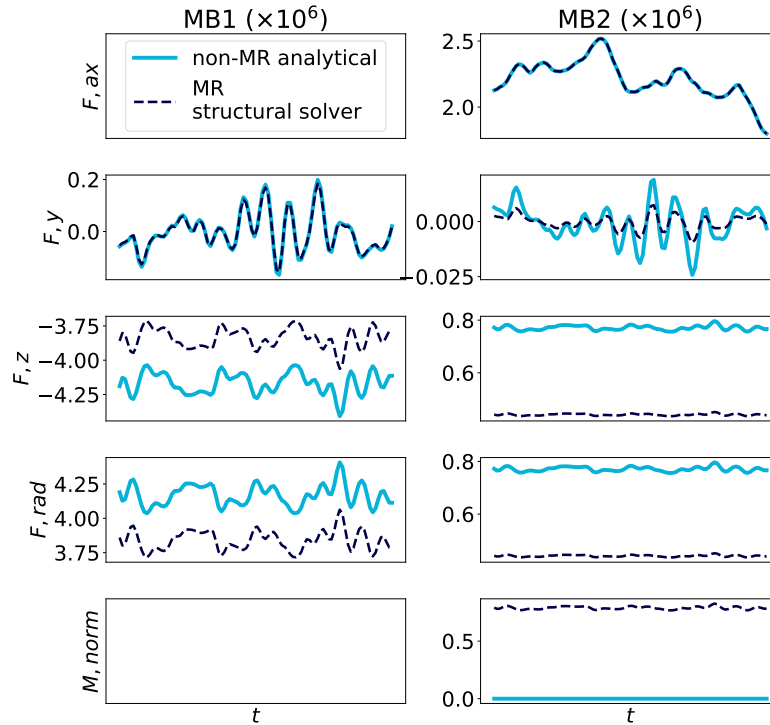 MB1 (×10⁶)
MB2 (×10⁶)
F, ax
non-MR analytical
MR
structural solver
2.5
2.0
F, y
0.2
0.0
0.000
−0.025
F, z
−3.75
−4.00
−4.25
0.8
0.6
F, rad
4.25
4.00
3.75
0.8
0.6
M, norm
0.5
0.0
t
t